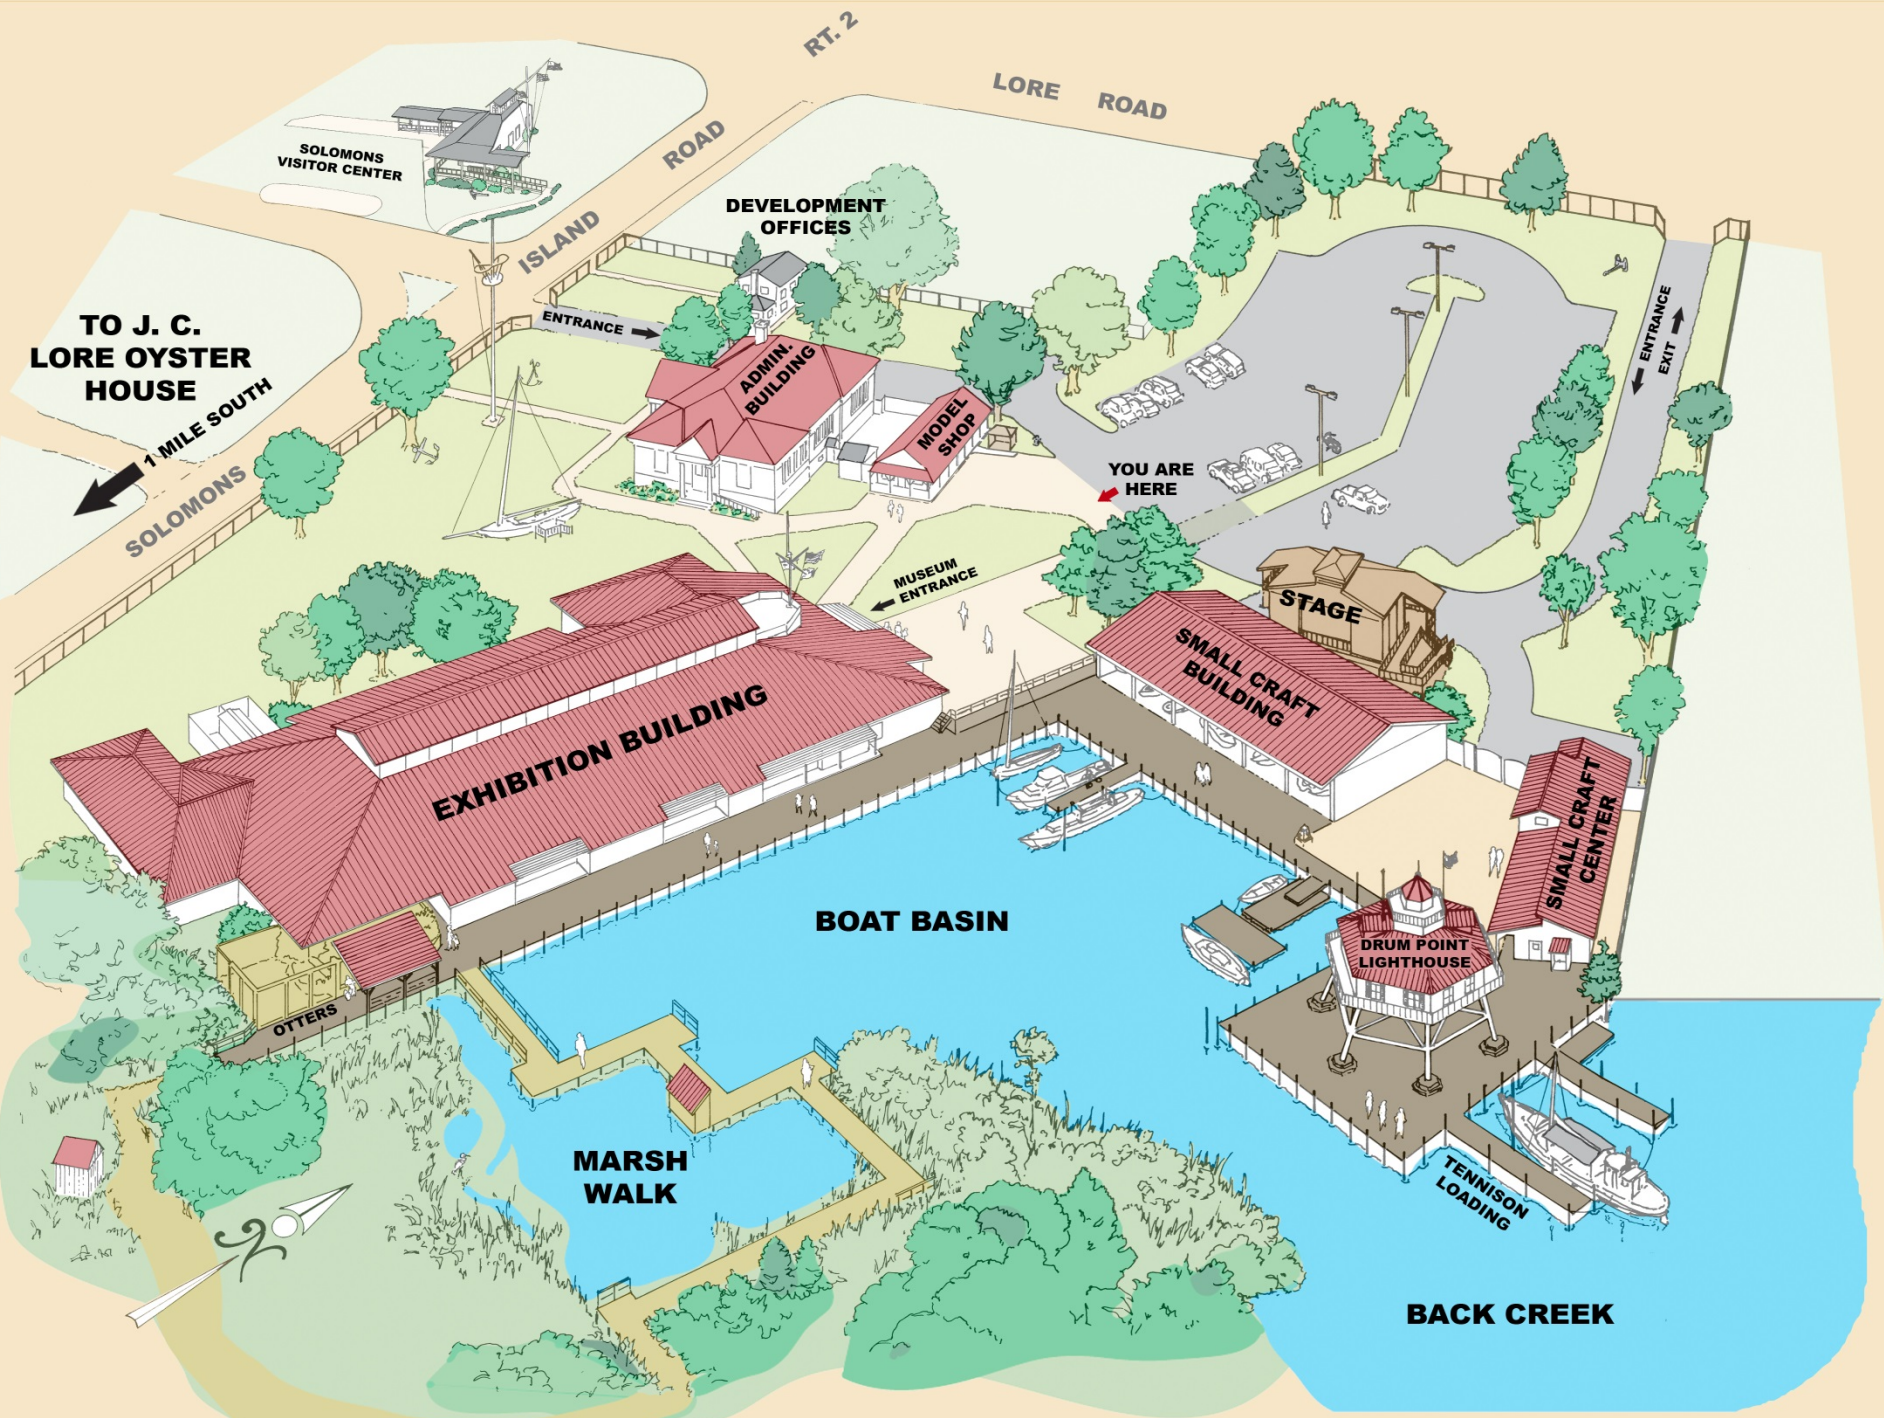 RT. 2
LORE ROAD
SOLOMONS
VISITOR CENTER
SOLOMONS ISLAND ROAD
DEVELOPMENT
OFFICES
ENTRANCE
TO J. C.
LORE OYSTER
HOUSE
1 MILE SOUTH
ADMIN.
BUILDING
MODEL
SHOP
ENTRANCE
EXIT
YOU ARE
HERE
MUSEUM
ENTRANCE
STAGE
SMALL CRAFT
BUILDING
EXHIBITION BUILDING
SMALL CRAFT
CENTER
BOAT BASIN
DRUM POINT
LIGHTHOUSE
OTTERS
MARSH
WALK
TENNISON
LOADING
BACK CREEK